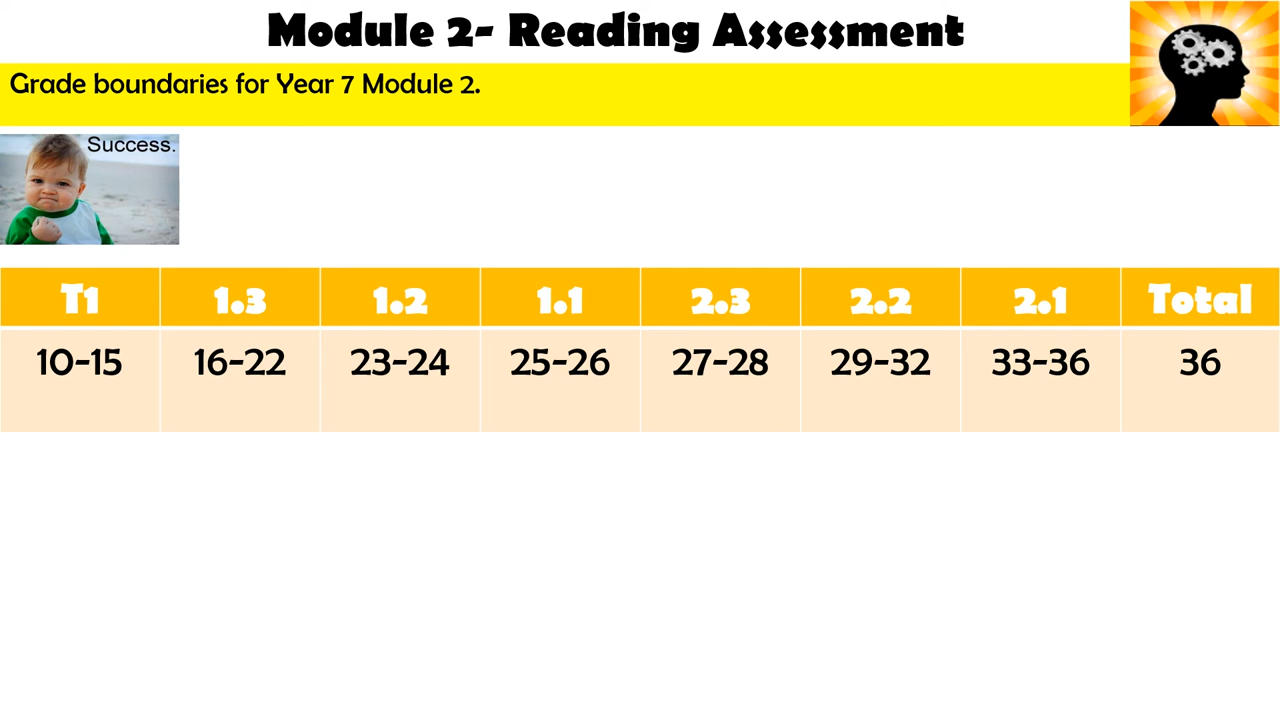 Module 2- Reading Assessment
Grade boundaries for Year 7 Module 2.
Success.
T1 1.3 1.2 1.1 2.3 2.2 2.1 Total
10-15 16-22 23-24 25-26 27-28 29-32 33-36 36